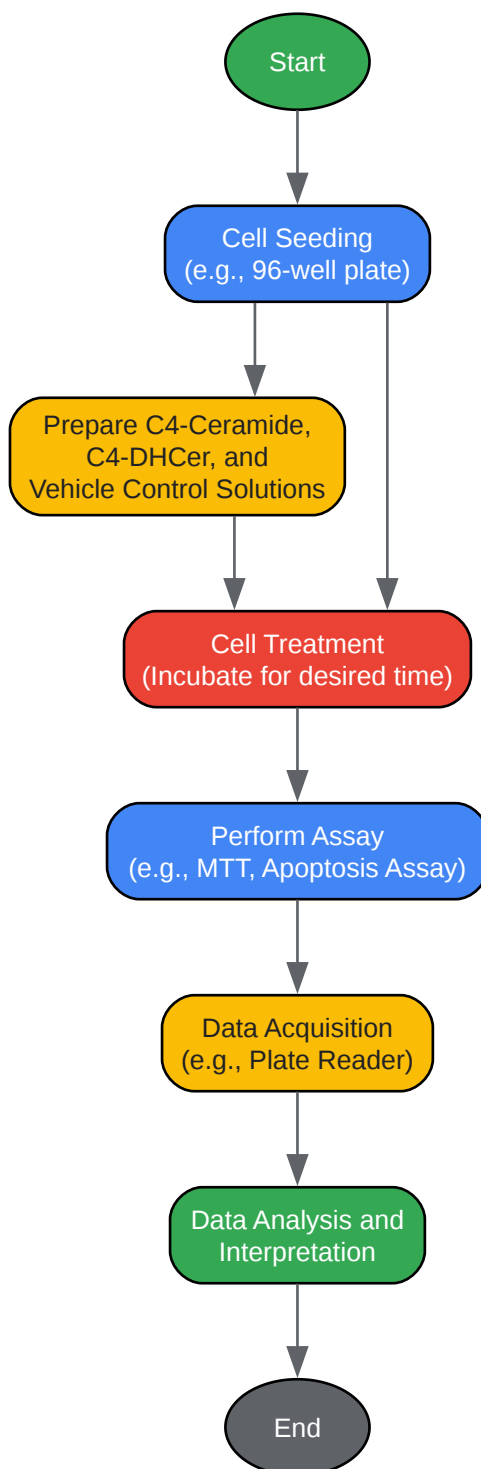 Start
Cell Seeding
(e.g., 96-well plate)
Prepare C4-Ceramide,
C4-DHCer, and
Vehicle Control Solutions
Cell Treatment
(Incubate for desired time)
Perform Assay
(e.g., MTT, Apoptosis Assay)
Data Acquisition
(e.g., Plate Reader)
Data Analysis and
Interpretation
End